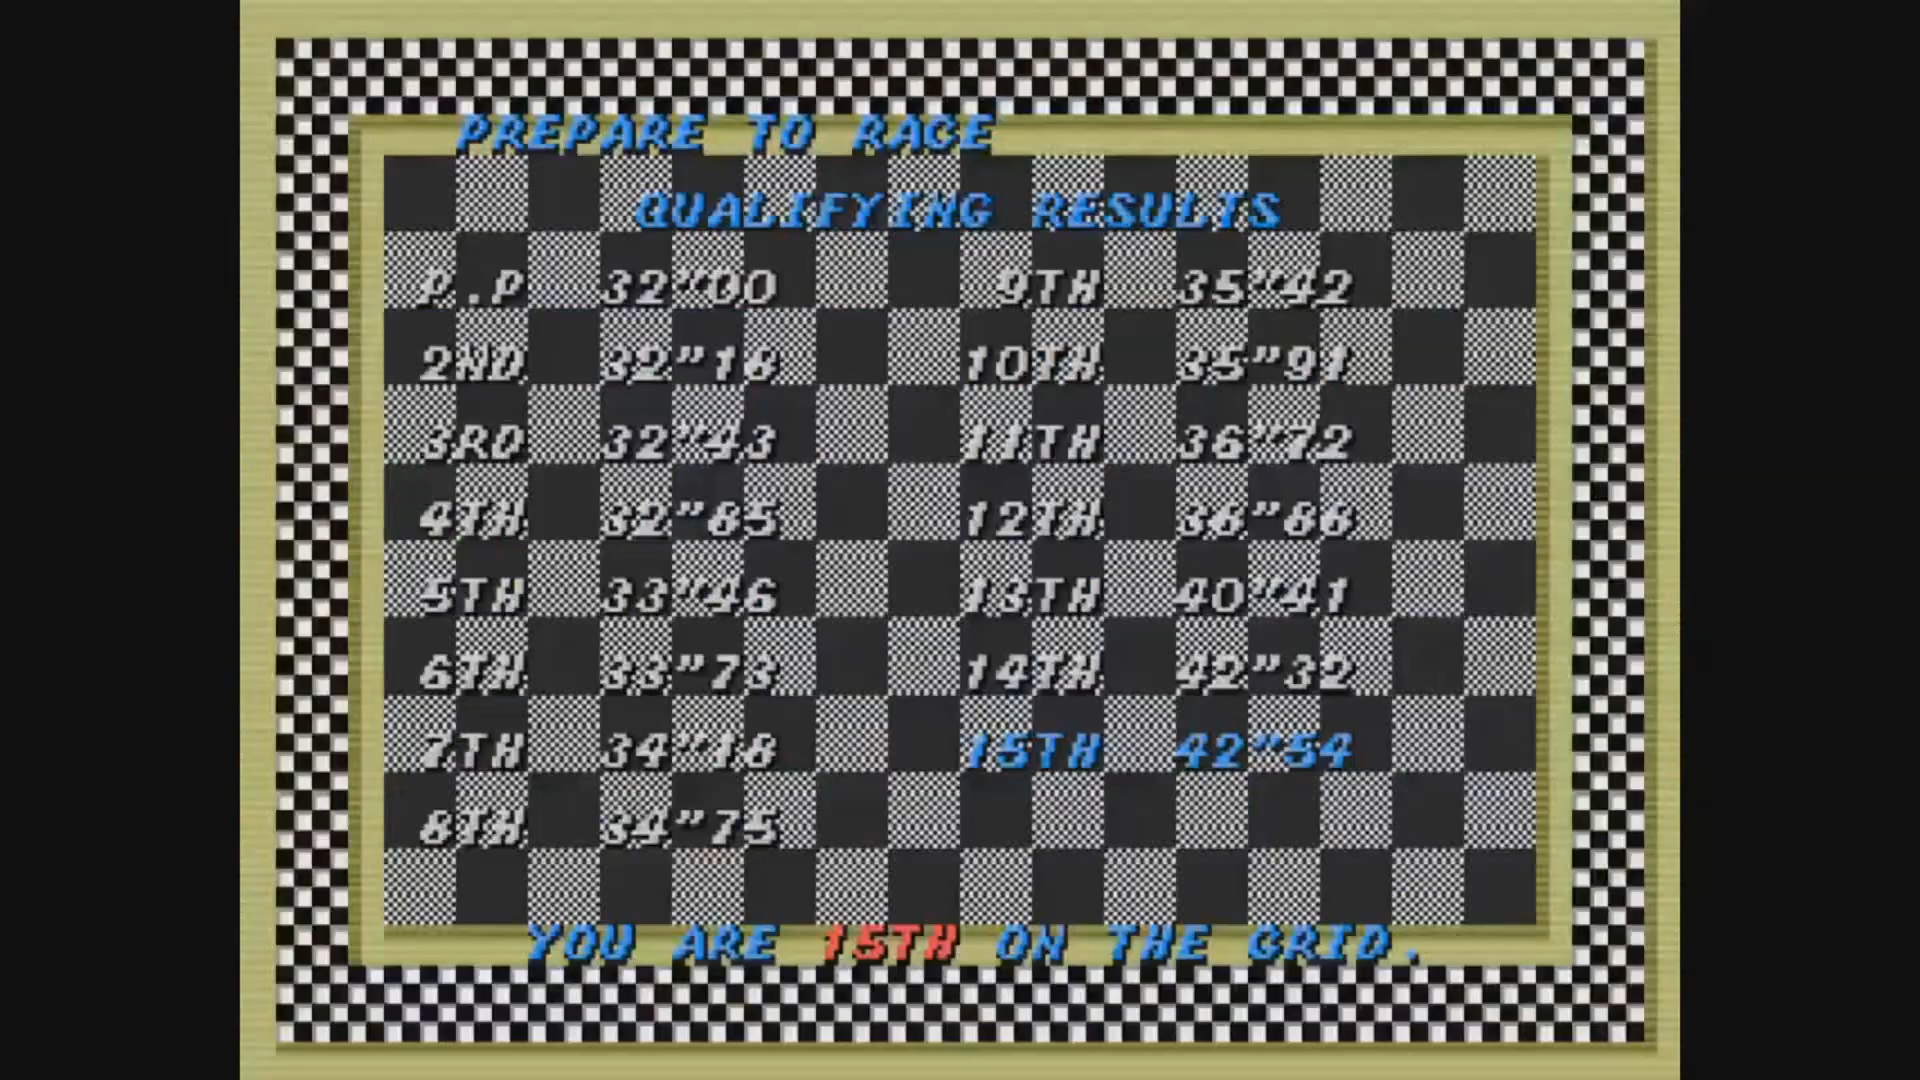 PREPARE TO RACE
QUALIFYING RESULTS
P.P 32"00 9TH 35"42
2ND 32"18 10TH 35"91
3RD 32"43 11TH 36"72
4TH 32"85 12TH 36"86
5TH 33"46 13TH 40"41
6TH 33"73 14TH 42"32
7TH 34"18 15TH 42"54
8TH 34"75
YOU ARE 15TH ON THE GRID.